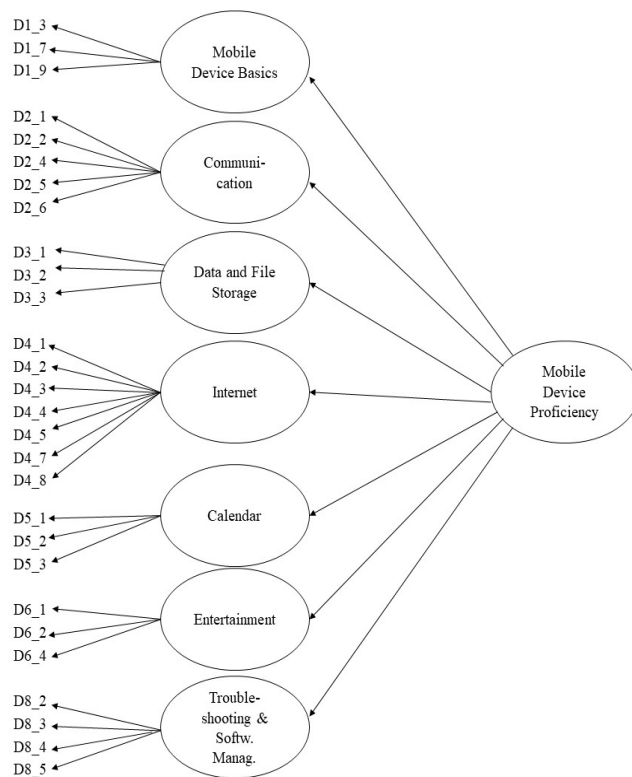 D1_3
D1_7
D1_9
Mobile
Device Basics
D2_1
D2_2
D2_4
D2_5
D2_6
Communi-
cation
D3_1
D3_2
D3_3
Data and File
Storage
D4_1
D4_2
D4_3
D4_4
D4_5
D4_7
D4_8
Internet
Mobile
Device
Proficiency
D5_1
D5_2
D5_3
Calendar
D6_1
D6_2
D6_4
Entertainment
D8_2
D8_3
D8_4
D8_5
Trouble-
shooting &
Softw.
Manag.